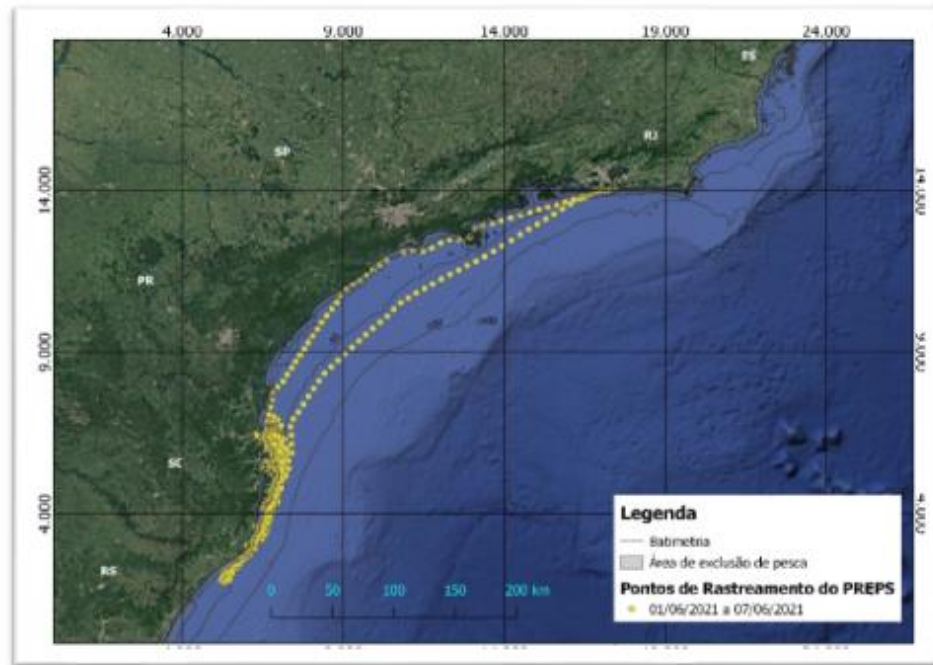 4.000 9.000 14.000 19.000 24.000
ES
RJ
SP
14.000 14.000
PR
9.000 9.000
SC
4.000 4.000
RS
0 50 100 150 200 km
Legenda
Batimetria
Área de exclusão de pesca
Pontos de Rastreamento do PREPS
01/06/2021 a 07/06/2021